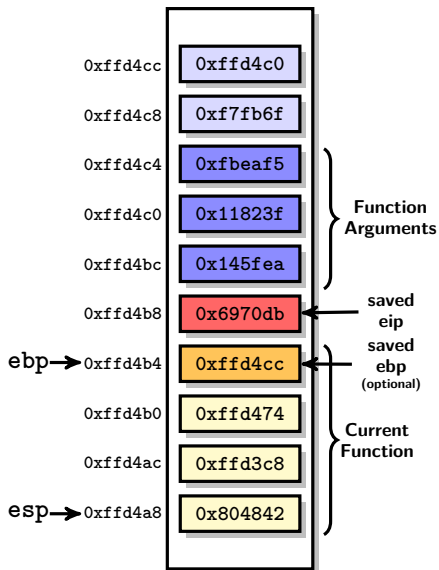 0xffd4cc 0xffd4c0
0xffd4c8 0xf7fb6f
0xffd4c4 0xfbeaf5
0xffd4c0 0x11823f
Function
Arguments
0xffd4bc 0x145fea
0xffd4b8 0x6970db
saved
eip
ebp 0xffd4b4 0xffd4cc
saved
ebp
(optional)
0xffd4b0 0xffd474
Current
Function
0xffd4ac 0xffd3c8
esp 0xffd4a8 0x804842